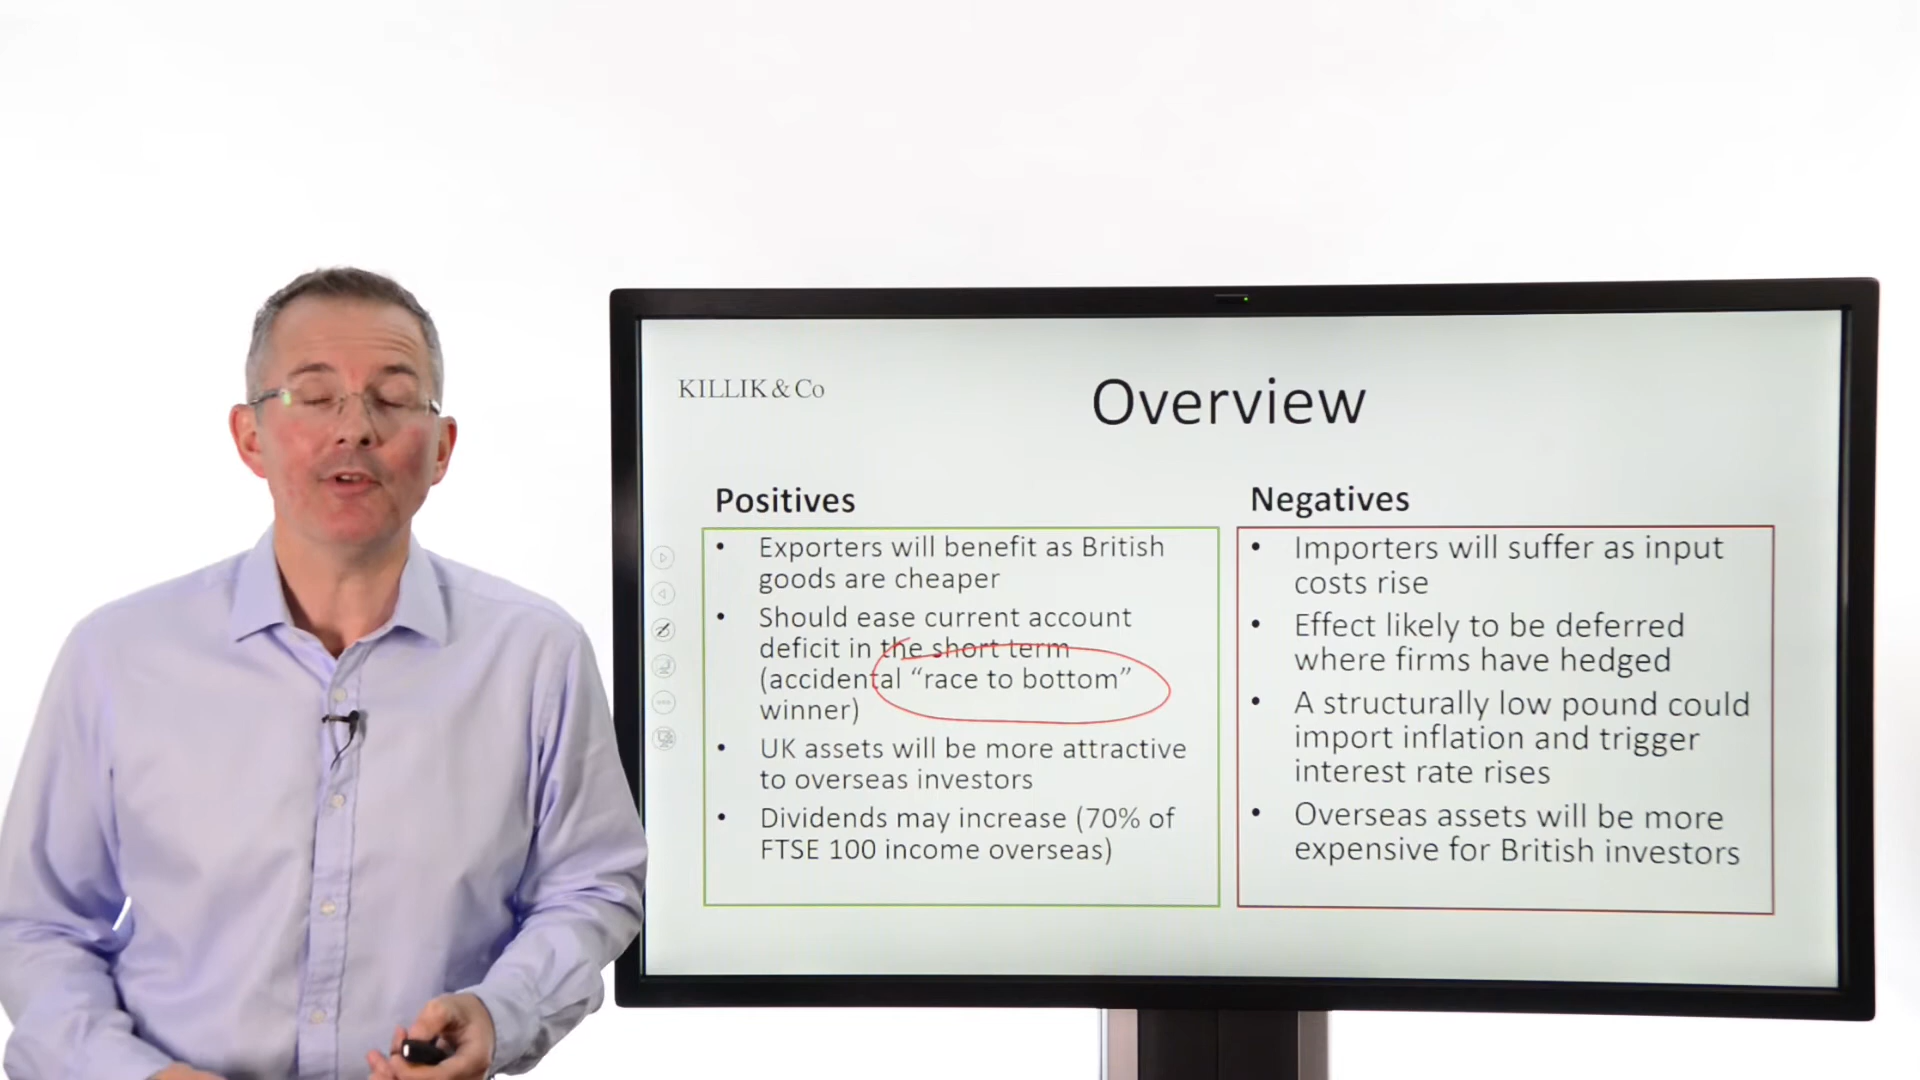 KILLIK & Co
Overview
Positives
• Exporters will benefit as British
goods are cheaper
• Should ease current account
deficit in the short term
(accidental “race to bottom”
winner)
• UK assets will be more attractive
to overseas investors
• Dividends may increase (70% of
FTSE 100 income overseas)
Negatives
• Importers will suffer as input
costs rise
• Effect likely to be deferred
where firms have hedged
• A structurally low pound could
import inflation and trigger
interest rate rises
• Overseas assets will be more
expensive for British investors